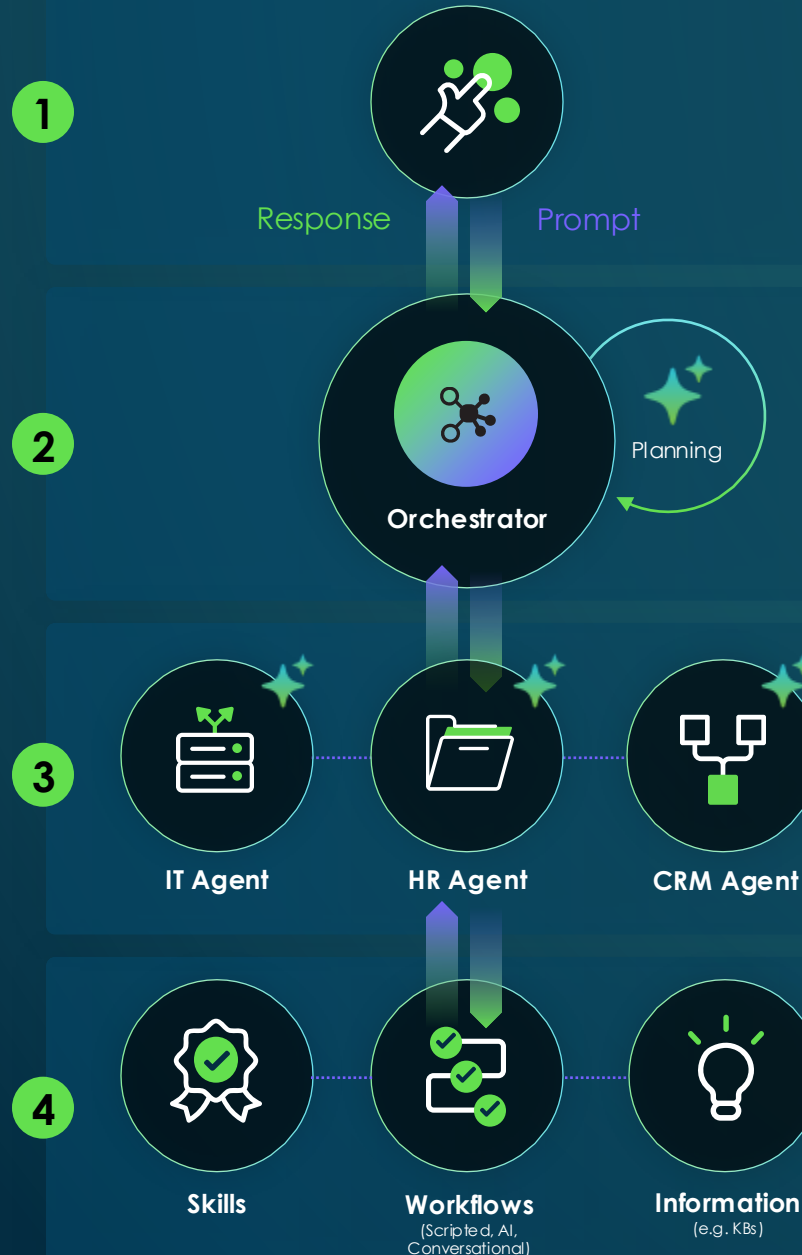 1
Response
Prompt
2
Planning
Orchestrator
3
IT Agent
HR Agent
CRM Agent
4
Skills
Workflows
(Scripted, AI,
Conversational)
Information
(e.g. KBs)